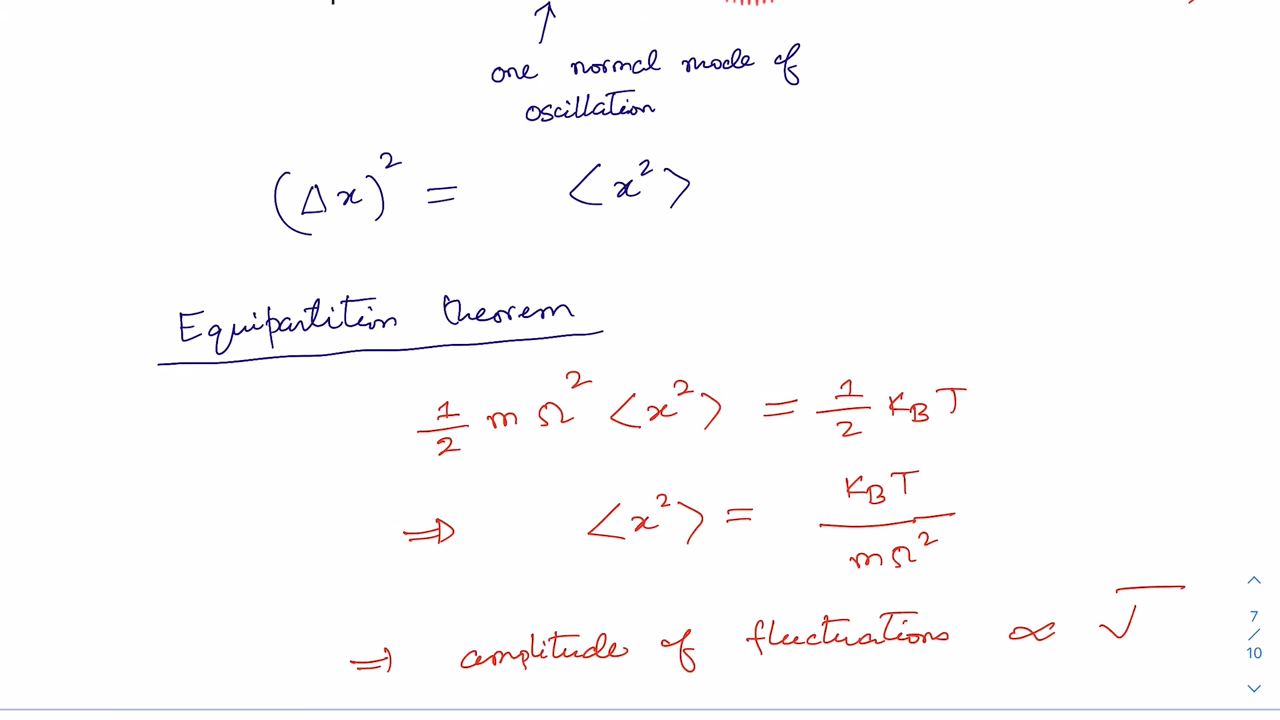 one normal mode of
oscillation
(Δx)² = ⟨x²⟩
Equipartition theorem
1/2 m Ω² ⟨x²⟩ = 1/2 K_B T
⇒ ⟨x²⟩ = K_B T / m Ω²
⇒ amplitude of fluctuations ∝ √
7
/
10